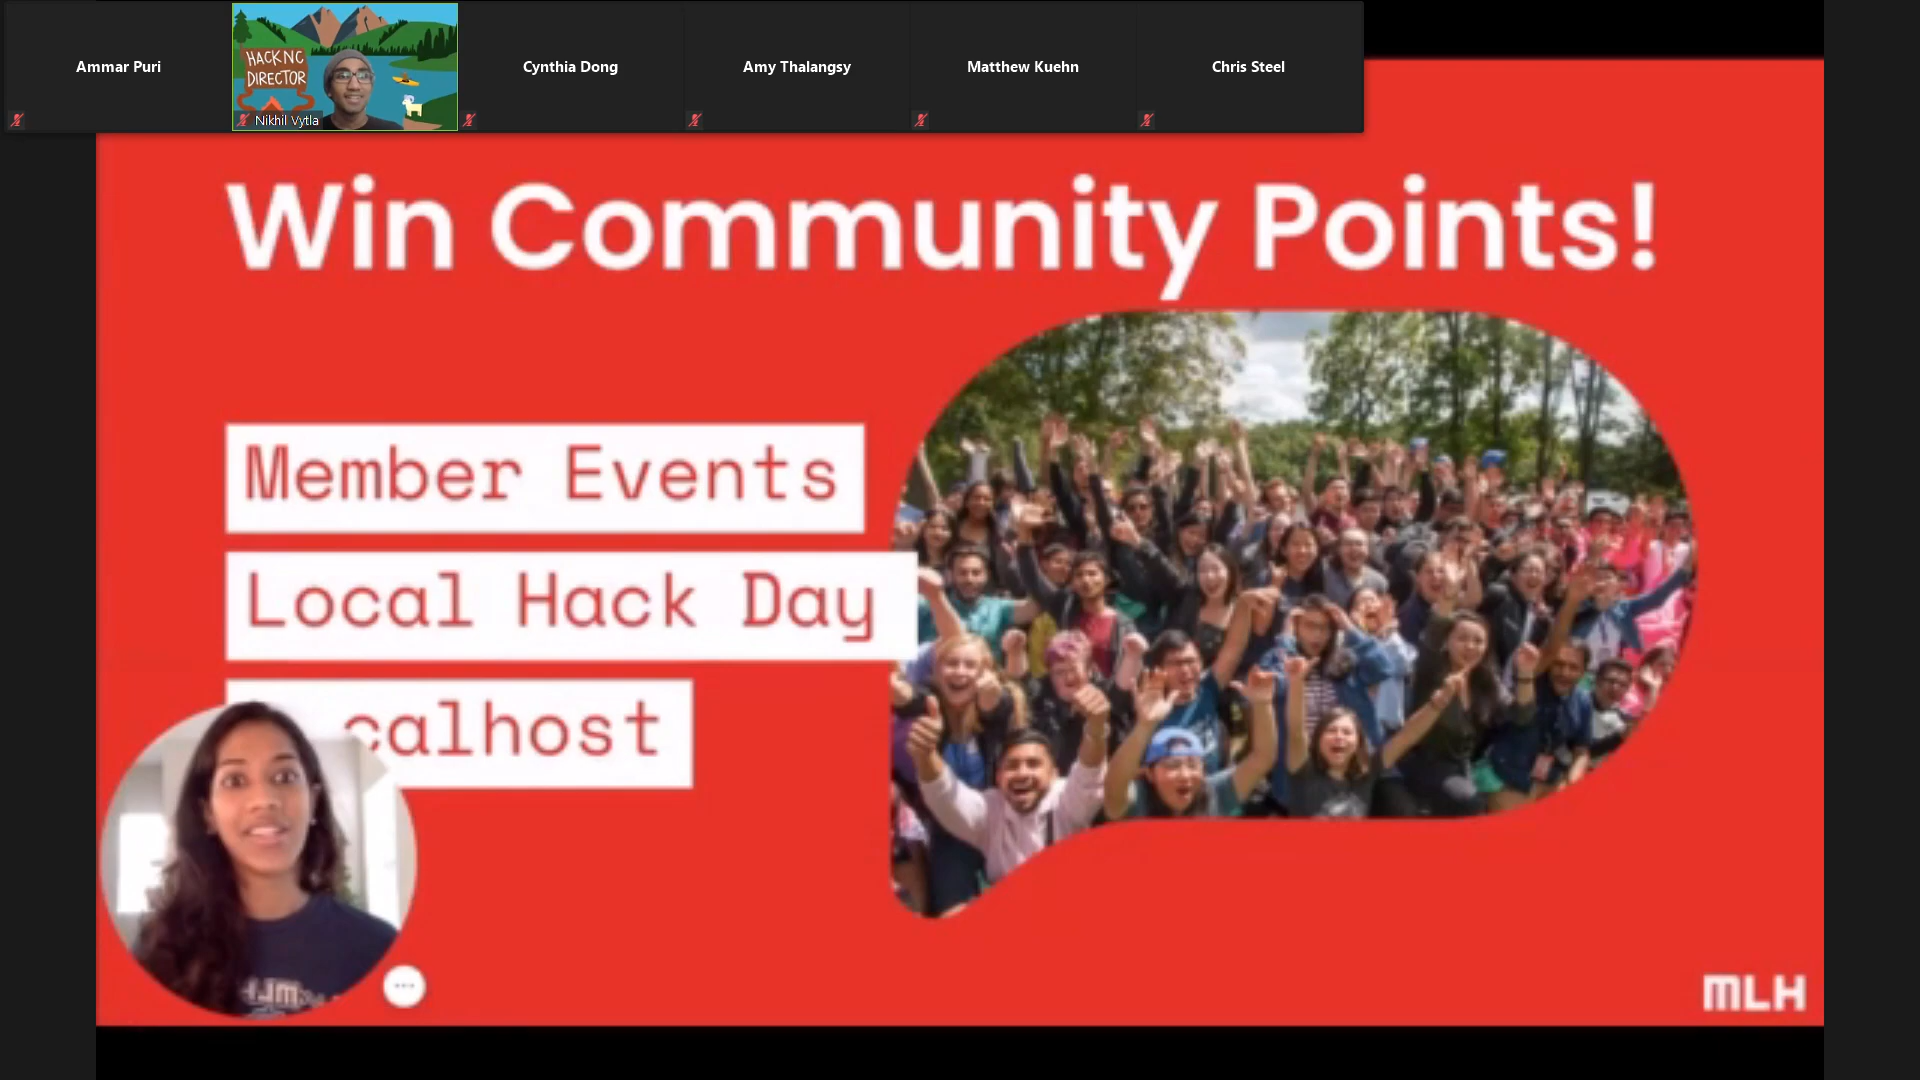 Ammar Puri
HACK NC
DIRECTOR
Nikhil Vytla
Cynthia Dong
Amy Thalangsy
Matthew Kuehn
Chris Steel
Win Community Points!
Member Events
Local Hack Day
calhost
MLH